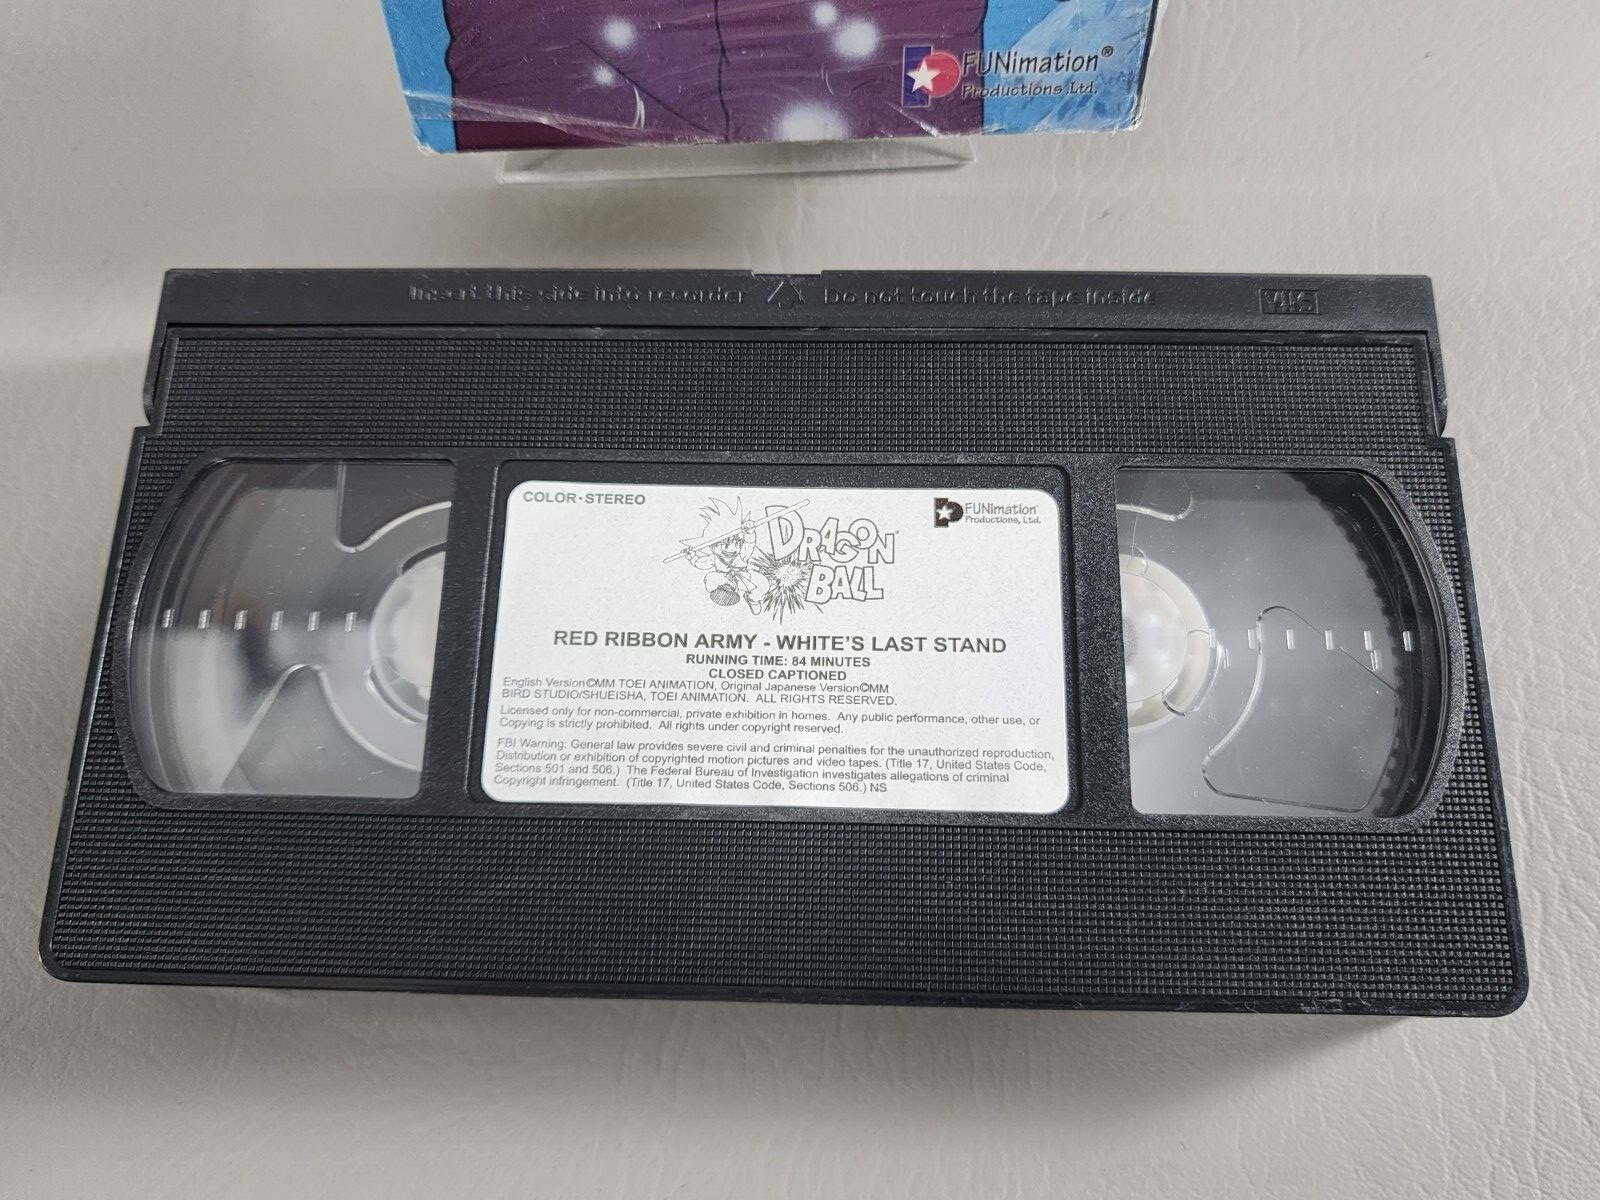 FUNimation®
Productions, Ltd.
Insert this side into recorder
Do not touch the tape inside
VHS
COLOR·STEREO
DRAGON BALL
FUNimation®
Productions, Ltd.
RED RIBBON ARMY - WHITE'S LAST STAND
RUNNING TIME: 84 MINUTES
CLOSED CAPTIONED
English Version©MM TOEI ANIMATION, Original Japanese Version©MM
BIRD STUDIO/SHUEISHA, TOEI ANIMATION. ALL RIGHTS RESERVED.
Licensed only for non-commercial, private exhibition in homes. Any public performance, other use, or
Copying is strictly prohibited. All rights under copyright reserved.
FBI Warning: General law provides severe civil and criminal penalties for the unauthorized reproduction,
Distribution or exhibition of copyrighted motion pictures and video tapes. (Title 17, United States Code,
Sections 501 and 506.) The Federal Bureau of Investigation investigates allegations of criminal
Copyright infringement. (Title 17, United States Code, Sections 506.) NS